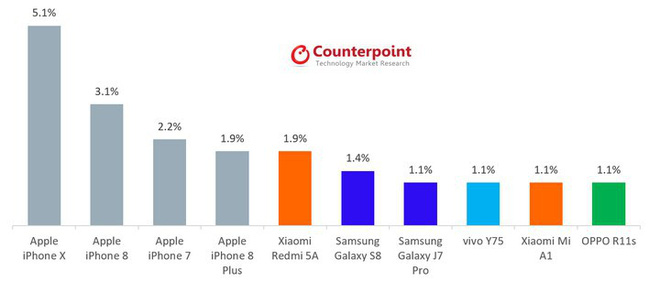 5.1%
Counterpoint
Technology Market Research
3.1%
2.2%
1.9%
1.9%
1.4%
1.1%
1.1%
1.1%
1.1%
Apple
iPhone X
Apple
iPhone 8
Apple
iPhone 7
Apple
iPhone 8
Plus
Xiaomi
Redmi 5A
Samsung
Galaxy S8
Samsung
Galaxy J7
Pro
vivo Y75
Xiaomi Mi
A1
OPPO R11s